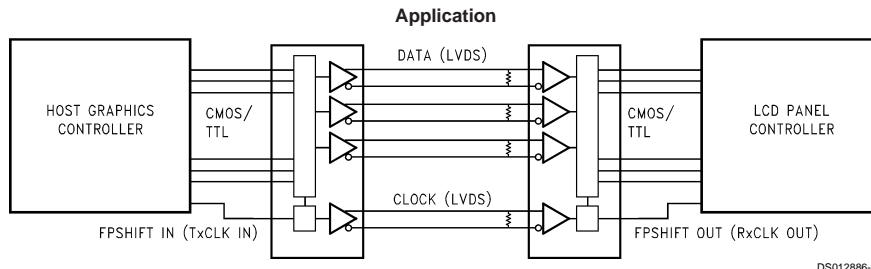 Application
DATA (LVDS)
HOST GRAPHICS
CONTROLLER
CMOS/
TTL
CMOS/
TTL
LCD PANEL
CONTROLLER
CLOCK (LVDS)
FPSHIFT IN (TxCLK IN)
FPSHIFT OUT (RxCLK OUT)